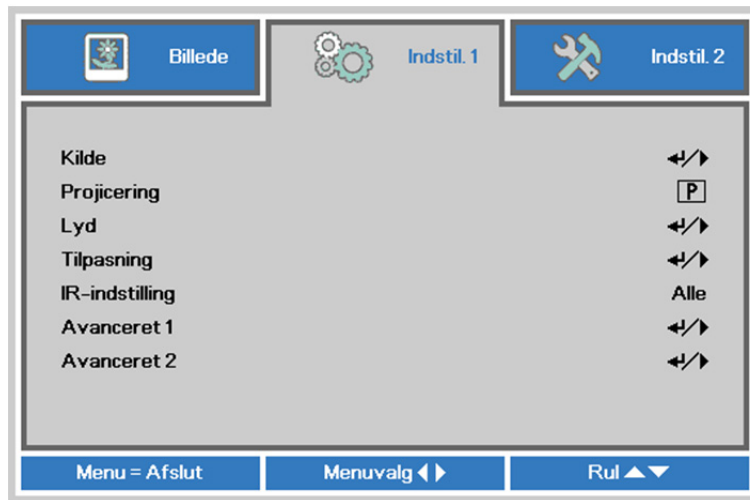 Billede
Indstil. 1
Indstil. 2
Kilde
Projicering P
Lyd
Tilpasning
IR-indstilling Alle
Avanceret 1
Avanceret 2
Menu = Afslut
Menuvalg
Rul